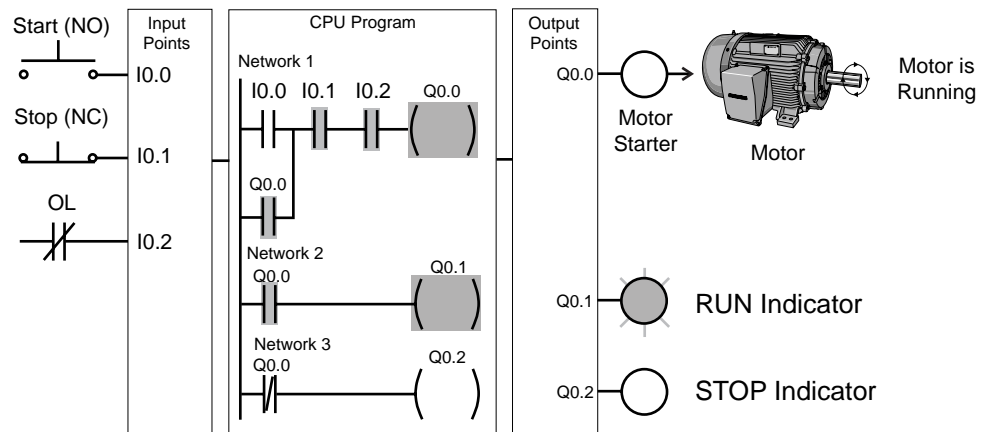 Start (NO)
I0.0
Stop (NC)
I0.1
OL
I0.2
Input
Points
CPU Program
Network 1
I0.0 I0.1 I0.2 Q0.0
Q0.0
Network 2
Q0.0 Q0.1
Network 3
Q0.0 Q0.2
Output
Points
Q0.0
Motor
Starter
Motor
Motor is
Running
Q0.1 RUN Indicator
Q0.2 STOP Indicator